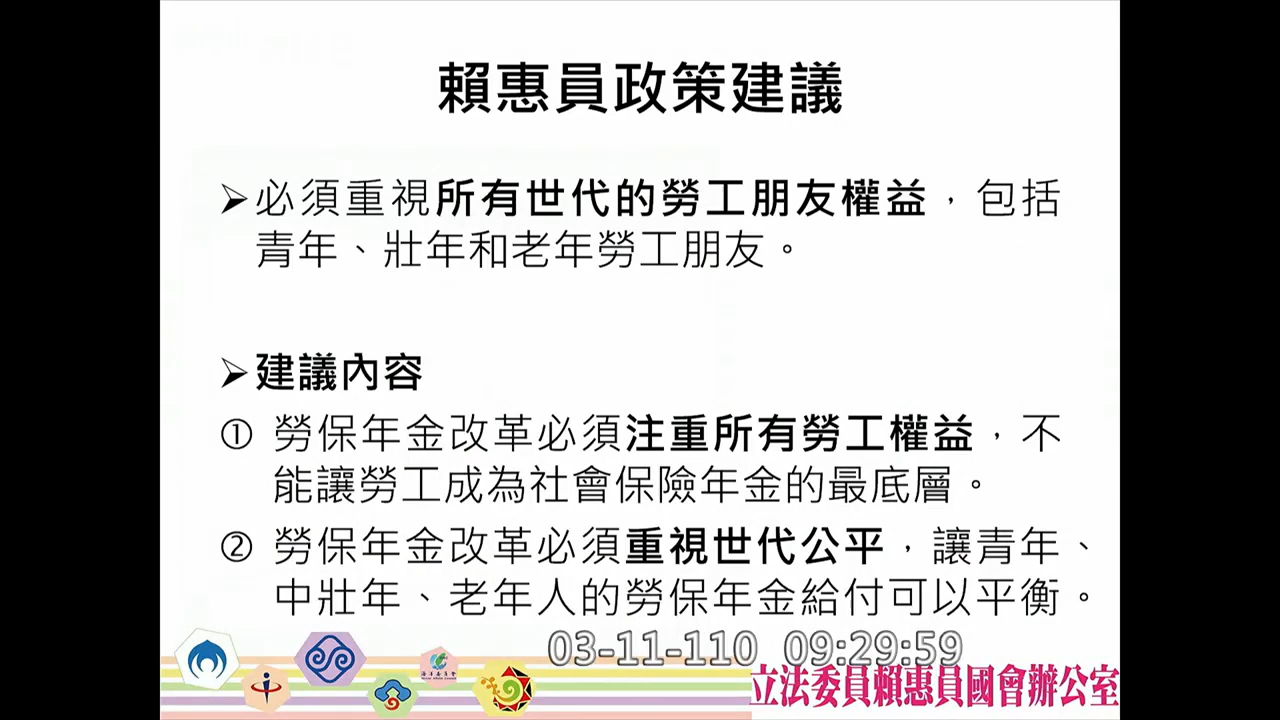 賴惠員政策建議
➢必須重視所有世代的勞工朋友權益，包括
青年、壯年和老年勞工朋友。
➢建議內容
① 勞保年金改革必須注重所有勞工權益，不
能讓勞工成為社會保險年金的最底層。
② 勞保年金改革必須重視世代公平，讓青年、
中壯年、老年人的勞保年金給付可以平衡。
03-11-110 09:29:59
立法委員賴惠員國會辦公室